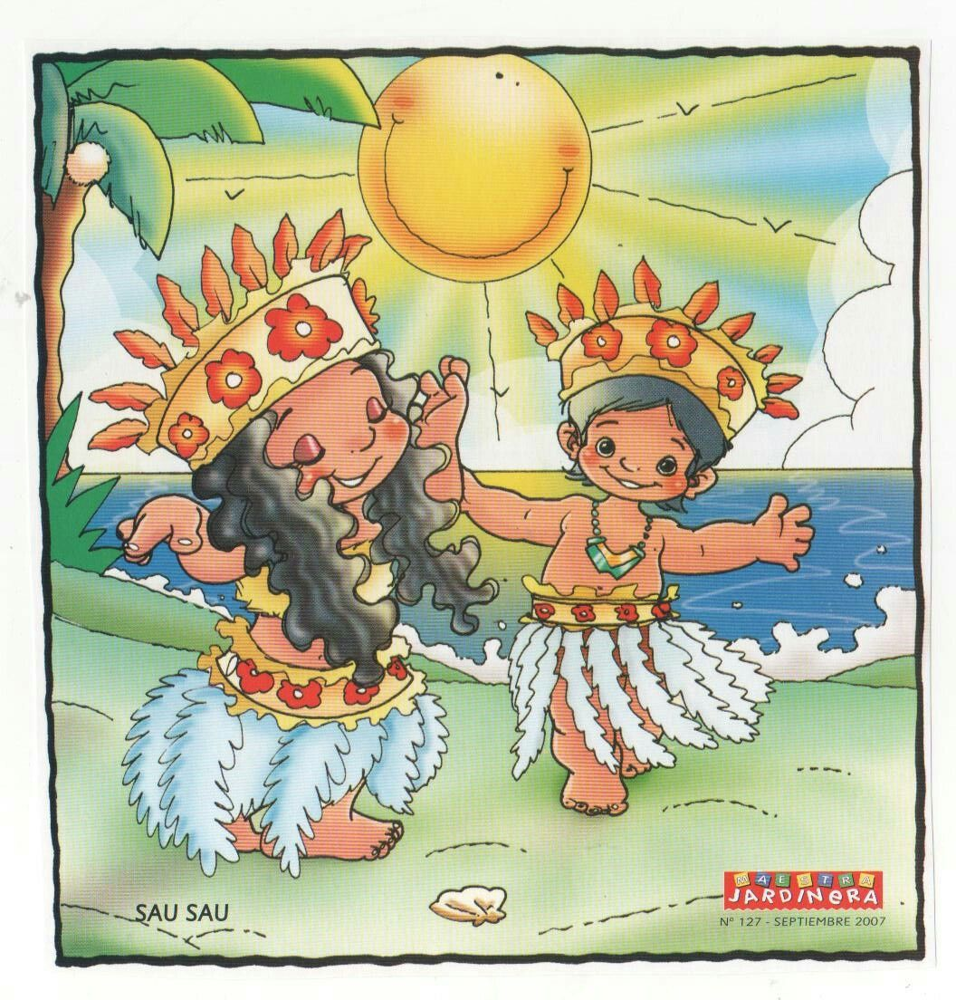 SAU SAU
MAESTRA
JARDINeRA
Nº 127 - SEPTIEMBRE 2007